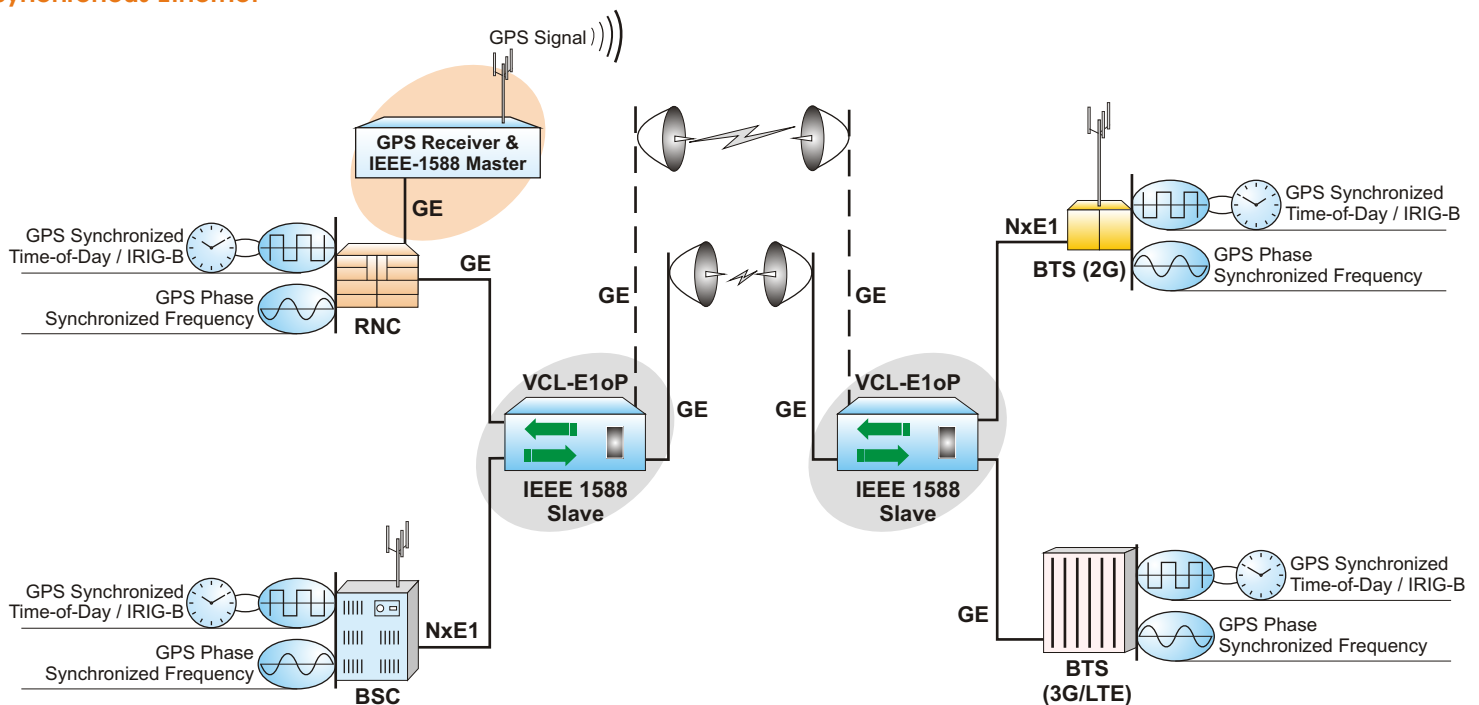 GPS Signal
GPS Receiver &
IEEE-1588 Master
GE
GPS Synchronized
Time-of-Day / IRIG-B
GPS Phase
Synchronized Frequency
RNC
GE
GE
GE
NxE1
BTS (2G)
GPS Synchronized
Time-of-Day / IRIG-B
GPS Phase
Synchronized Frequency
VCL-E1oP
IEEE 1588
Slave
GE
GE
VCL-E1oP
IEEE 1588
Slave
GPS Synchronized
Time-of-Day / IRIG-B
GPS Phase
Synchronized Frequency
BSC
NxE1
GE
BTS
(3G/LTE)
GPS Synchronized
Time-of-Day / IRIG-B
GPS Phase
Synchronized Frequency